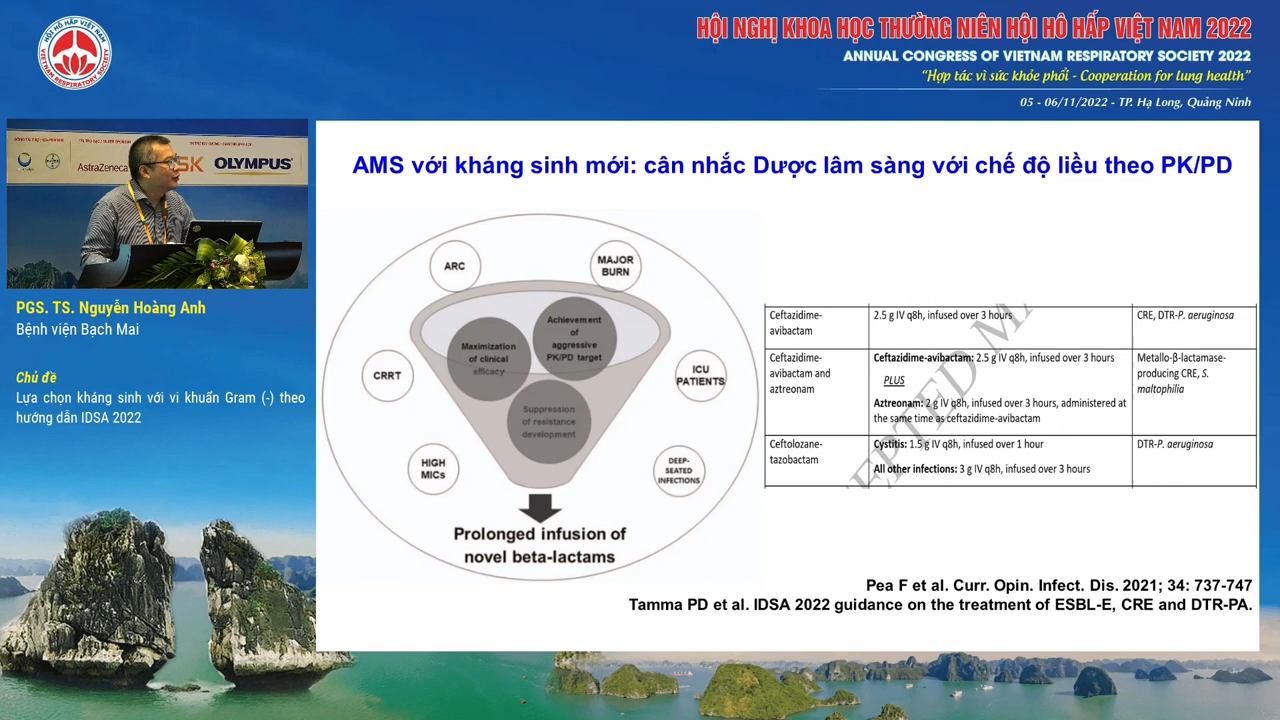 HỘI HÔ HẤP VIỆT NAM
VIETNAM RESPIRATORY SOCIETY
HỘI NGHỊ KHOA HỌC THƯỜNG NIÊN HỘI HÔ HẤP VIỆT NAM 2022
ANNUAL CONGRESS OF VIETNAM RESPIRATORY SOCIETY 2022
“Hợp tác vì sức khỏe phổi - Cooperation for lung health”
05 - 06/11/2022 - TP. Hạ Long, Quảng Ninh
AstraZeneca
SK
OLYMPUS
PGS. TS. Nguyễn Hoàng Anh
Bệnh viện Bạch Mai
Chủ đề
Lựa chọn kháng sinh với vi khuẩn Gram (-) theo
hướng dẫn IDSA 2022
AMS với kháng sinh mới: cân nhắc Dược lâm sàng với chế độ liều theo PK/PD
ARC
MAJOR
BURN
Achievement
of
aggressive
PK/PD target
Maximization
of clinical
efficacy
CRRT
ICU
PATIENTS
Suppression
of resistance
development
HIGH
MICs
DEEP-
SEATED
INFECTIONS
Prolonged infusion of
novel beta-lactams
Ceftazidime-
avibactam
2.5 g IV q8h, infused over 3 hours
CRE, DTR-P. aeruginosa
Ceftazidime-
avibactam and
aztreonam
Ceftazidime-avibactam: 2.5 g IV q8h, infused over 3 hours
PLUS
Aztreonam: 2 g IV q8h, infused over 3 hours, administered at
the same time as ceftazidime-avibactam
Metallo-β-lactamase-
producing CRE, S.
maltophilia
Ceftolozane-
tazobactam
Cystitis: 1.5 g IV q8h, infused over 1 hour
All other infections: 3 g IV q8h, infused over 3 hours
DTR-P. aeruginosa
EPTED M
Pea F et al. Curr. Opin. Infect. Dis. 2021; 34: 737-747
Tamma PD et al. IDSA 2022 guidance on the treatment of ESBL-E, CRE and DTR-PA.